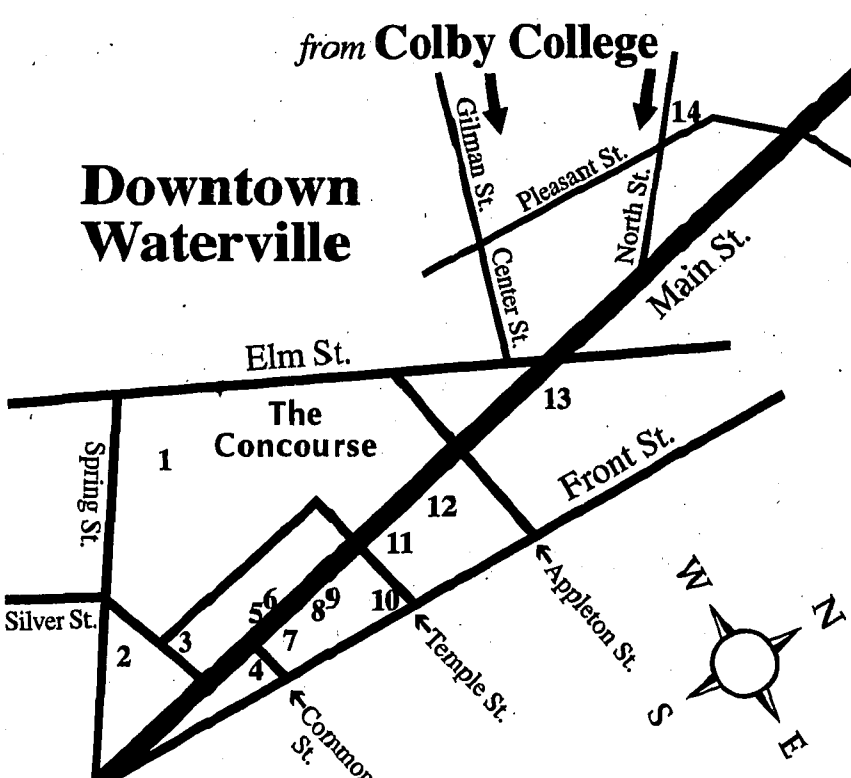 from Colby College
Gilman St.
14
Pleasant St.
North St.
Downtown
Waterville
Center St.
Main St.
Elm St.
13
The
Concourse
1
Spring St.
Front St.
12
11
Appleton St.
W
N
6
5
9
8
10
Silver St.
Temple St.
3
7
2
4
S
E
Common
St.